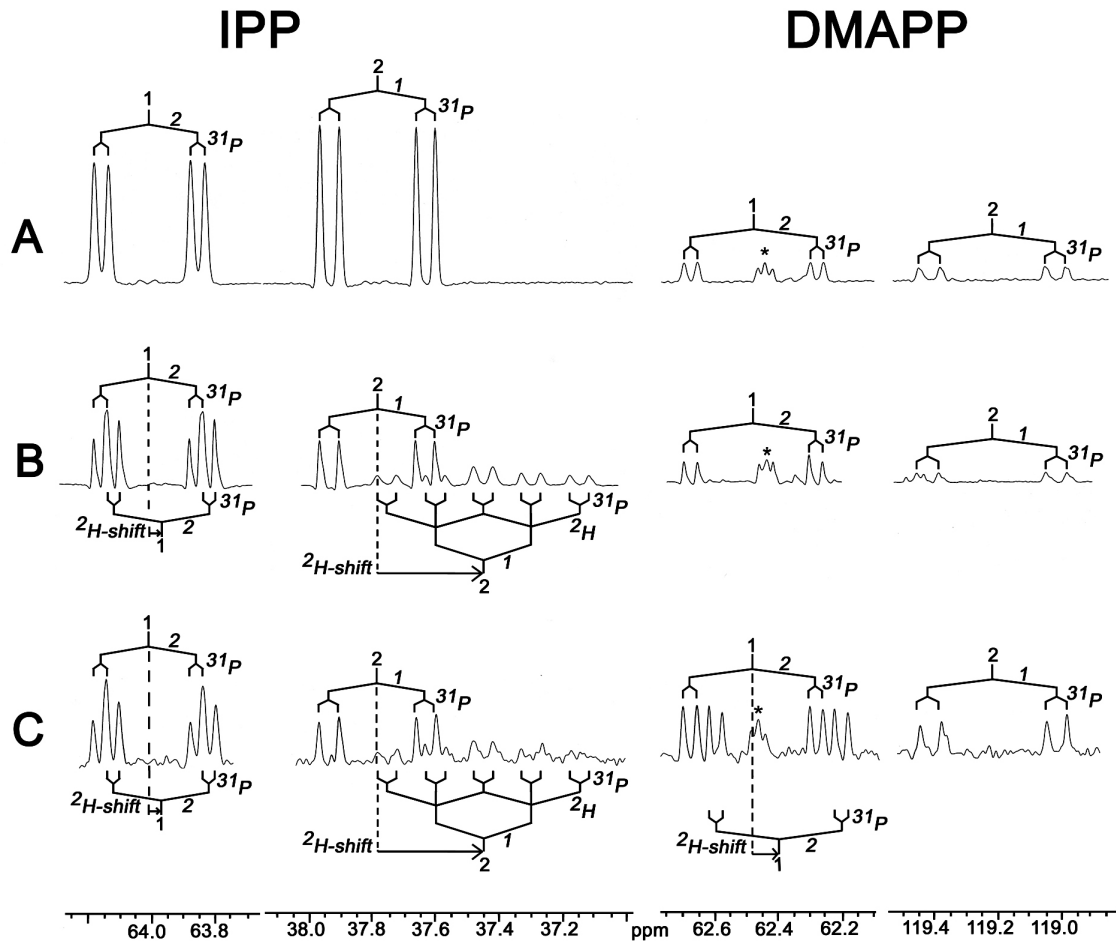 IPP DMAPP
A
1 2 31P
2 1 31P
1 2 31P *
2 1 31P
B
1 2 31P
2H-shift 1 2 31P
2 1 31P
2H-shift 2 1 2H 31P
1 2 31P *
2 1 31P
C
1 2 31P
2H-shift 1 2 31P
2 1 31P
2H-shift 2 1 2H 31P
1 2 31P *
2H-shift 1 2 31P
2 1 31P
64.0 63.8 38.0 37.8 37.6 37.4 37.2 ppm 62.6 62.4 62.2 119.4 119.2 119.0